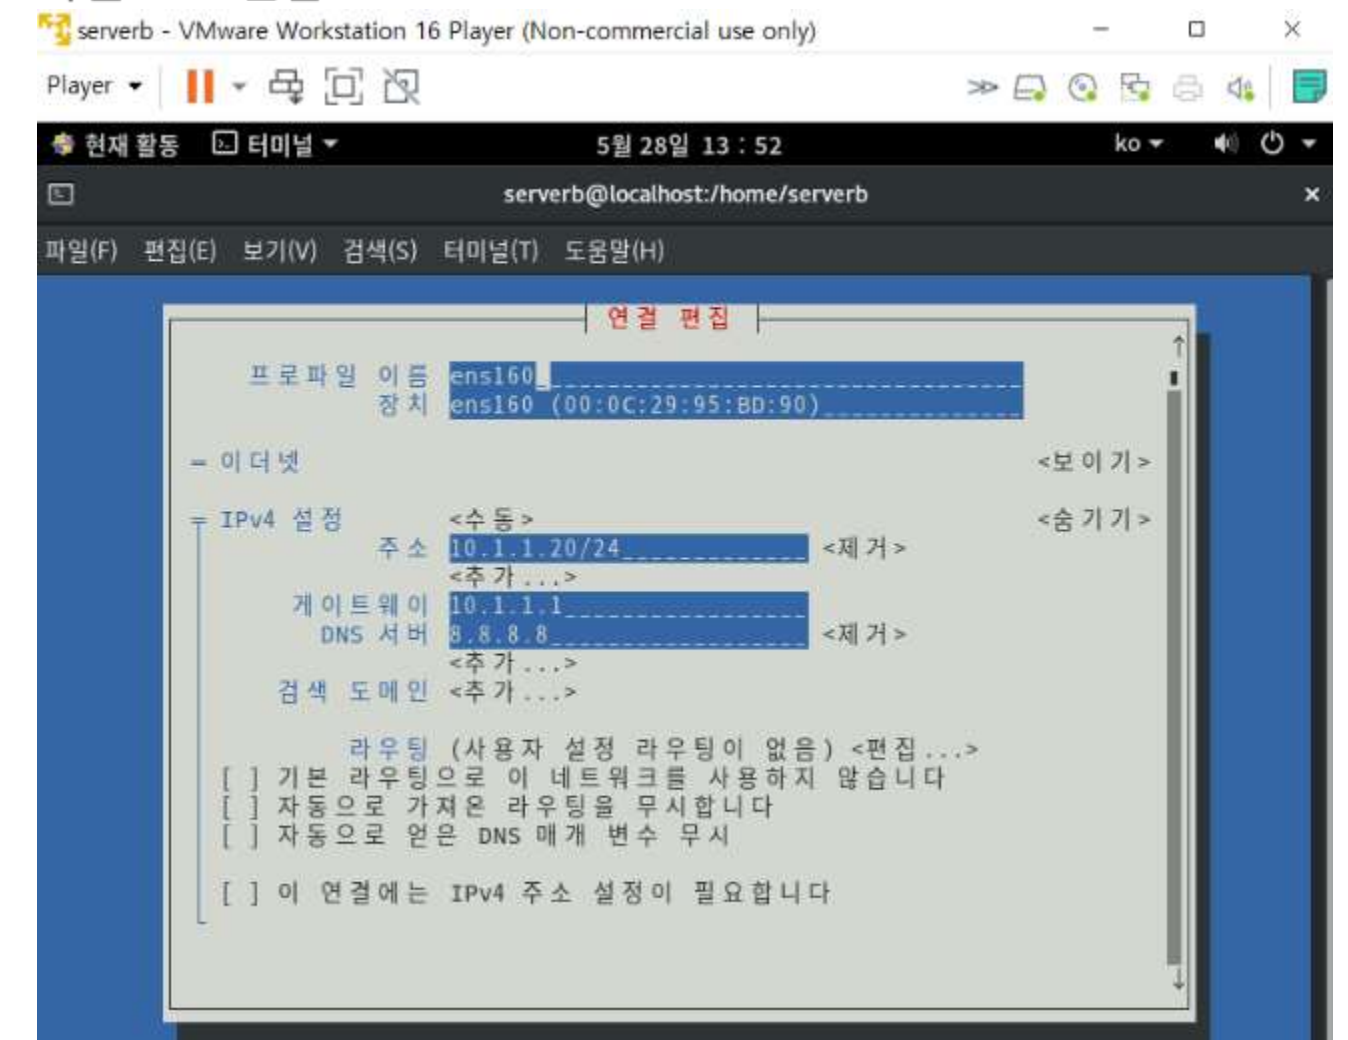 serverb - VMware Workstation 16 Player (Non-commercial use only)
Player
현재 활동 터미널 5월 28일 13 : 52 ko
serverb@localhost:/home/serverb
파일(F) 편집(E) 보기(V) 검색(S) 터미널(T) 도움말(H)
연결 편집
프로파일 이름 ens160
장치 ens160 (00:0C:29:95:BD:90)
= 이더넷 <보이기>
IPv4 설정 <수동> <숨기기>
주소 10.1.1.20/24 <제거>
<추가...>
게이트웨이 10.1.1.1
DNS 서버 8.8.8.8 <제거>
<추가...>
검색 도메인 <추가...>
라우팅 (사용자 설정 라우팅이 없음) <편집...>
[ ] 기본 라우팅으로 이 네트워크를 사용하지 않습니다
[ ] 자동으로 가져온 라우팅을 무시합니다
[ ] 자동으로 얻은 DNS 매개 변수 무시
[ ] 이 연결에는 IPv4 주소 설정이 필요합니다